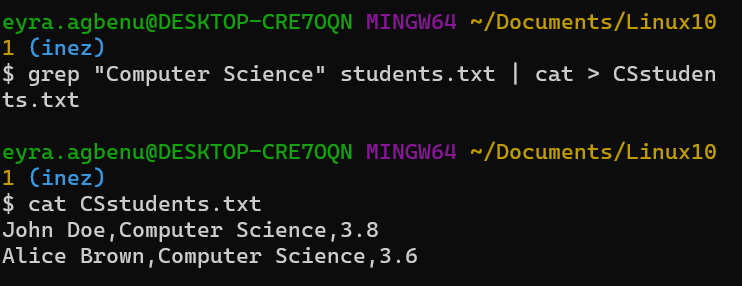 eyra.agbenu@DESKTOP-CRE7OQN MINGW64 ~/Documents/Linux10
1 (inez)
$ grep "Computer Science" students.txt | cat > CSstuden
ts.txt
eyra.agbenu@DESKTOP-CRE7OQN MINGW64 ~/Documents/Linux10
1 (inez)
$ cat CSstudents.txt
John Doe,Computer Science,3.8
Alice Brown,Computer Science,3.6